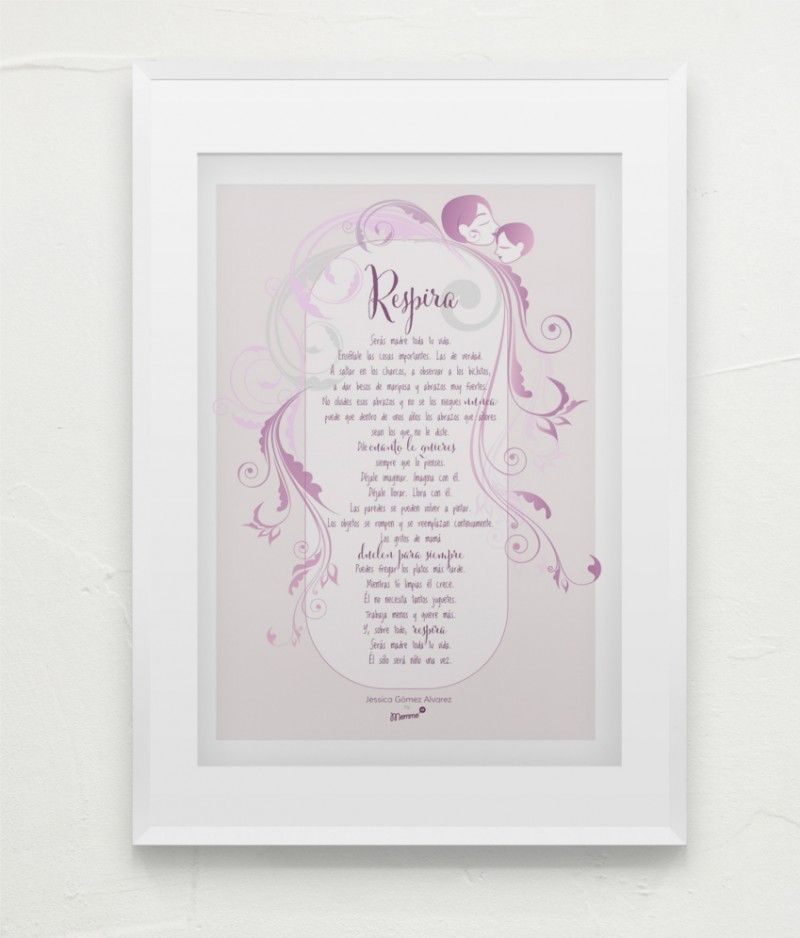 Respira
Serás madre toda tu vida.
Enséñale las cosas importantes. Las de verdad.
A saltar en los charcos, a observar a los bichitos,
a dar besos de mariposa y abrazos muy fuertes.
No olvides esos abrazos y no se los niegues nunca
puede que dentro de unos años los abrazos que añores
sean los que no le diste.
Dile cuánto le quieres
siempre que lo pienses.
Déjale imaginar. Imagina con él.
Déjale llorar. Llora con él.
Las paredes se pueden volver a pintar.
Los objetos se rompen y se reemplazan continuamente.
Los gritos de mamá
duelen para siempre
Puedes fregar los platos más tarde.
Mientras tú limpias él crece.
Él no necesita tantos juguetes.
Trabaja menos y quiere más.
Y, sobre todo, respira
Serás madre toda tu vida.
Él sólo será niño una vez.
Jessica Gómez Alvarez
by
Memme